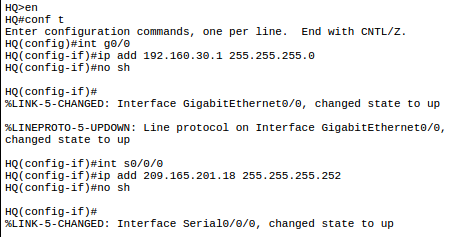 HQ>en
HQ#conf t
Enter configuration commands, one per line.  End with CNTL/Z.
HQ(config)#int g0/0
HQ(config-if)#ip add 192.160.30.1 255.255.255.0
HQ(config-if)#no sh
HQ(config-if)#
%LINK-5-CHANGED: Interface GigabitEthernet0/0, changed state to up
%LINEPROTO-5-UPDOWN: Line protocol on Interface GigabitEthernet0/0,
changed state to up
HQ(config-if)#int s0/0/0
HQ(config-if)#ip add 209.165.201.18 255.255.255.252
HQ(config-if)#no sh
HQ(config-if)#
%LINK-5-CHANGED: Interface Serial0/0/0, changed state to up